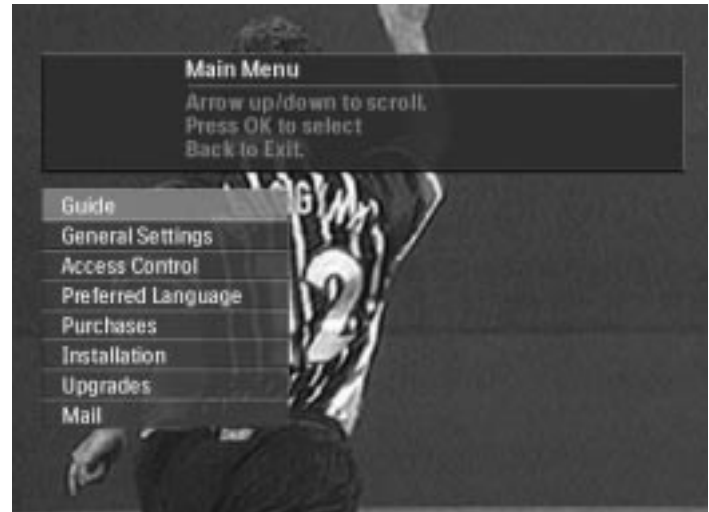 Main Menu
Arrow up/down to scroll.
Press OK to select
Back to Exit.
Guide
General Settings
Access Control
Preferred Language
Purchases
Installation
Upgrades
Mail
2